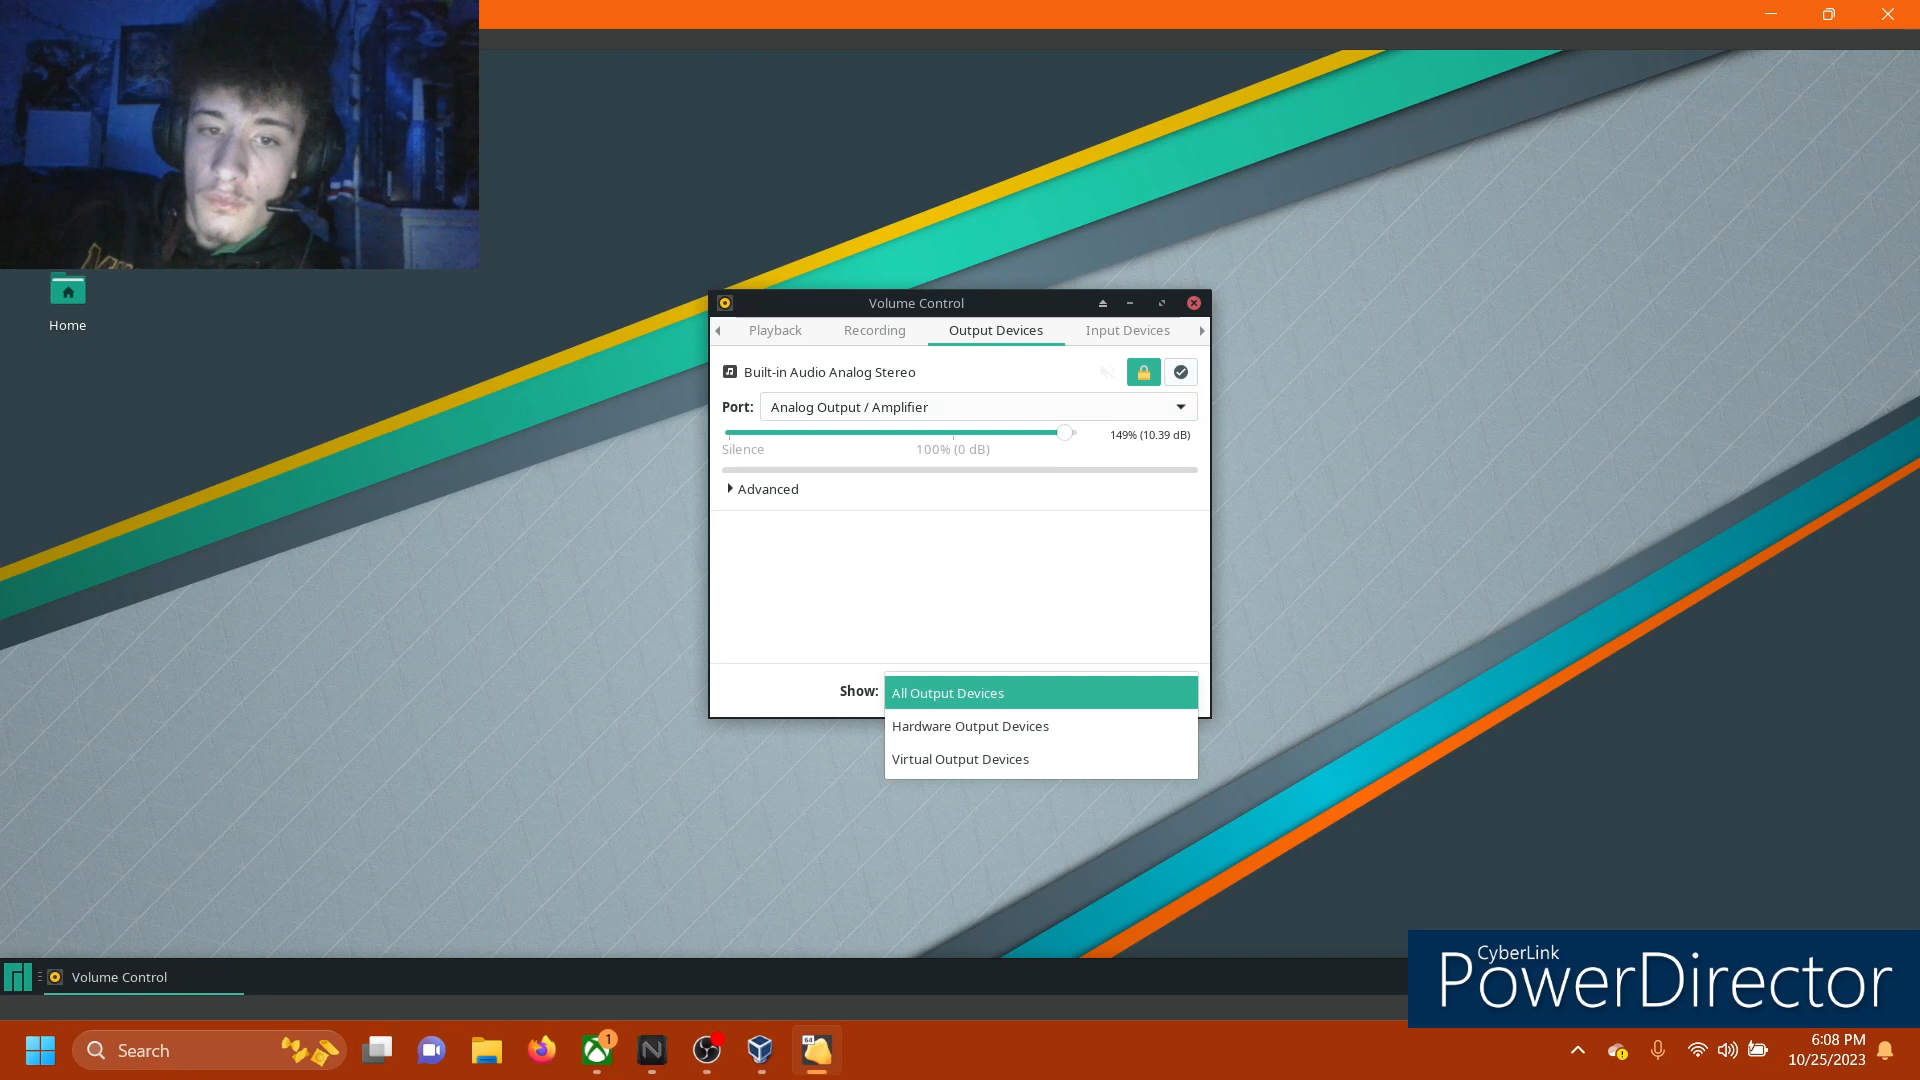 Home
Volume Control
Playback
Recording
Output Devices
Input Devices
Built-in Audio Analog Stereo
Port: Analog Output / Amplifier
149% (10.39 dB)
Silence
100% (0 dB)
Advanced
Show:
All Output Devices
Hardware Output Devices
Virtual Output Devices
Volume Control
CyberLink
PowerDirector
Search
1
64
6:08 PM
10/25/2023